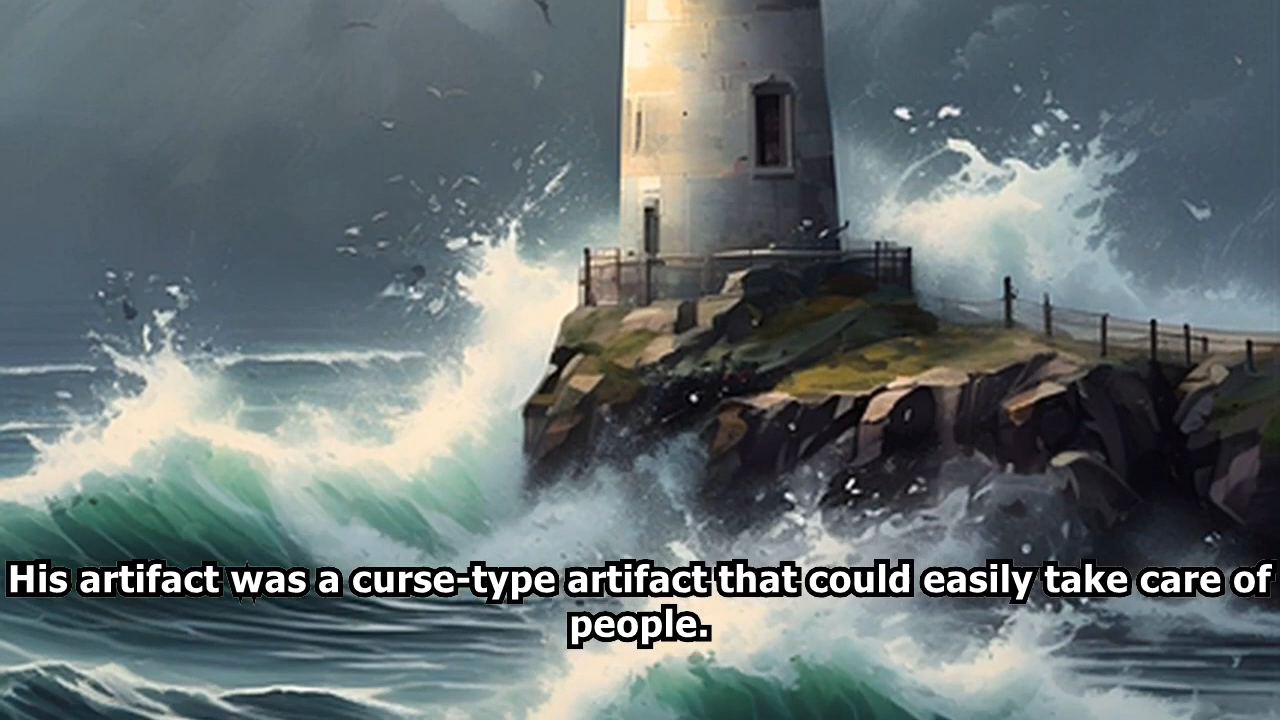 His artifact was a curse-type artifact that could easily take care of
people.